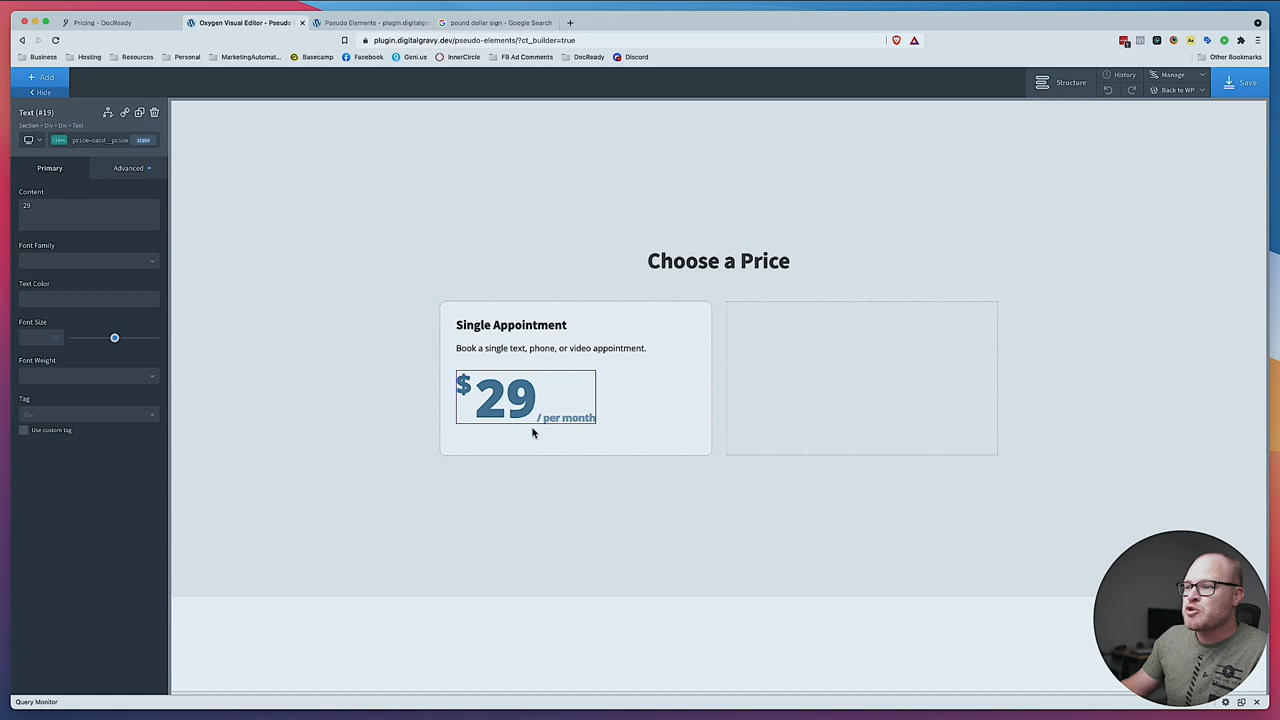 Pricing - DocReady
Oxygen Visual Editor - Pseudo
Pseudo Elements - plugin.digitalgra
pound dollar sign - Google Search
plugin.digitalgravy.dev/pseudo-elements/?ct_builder=true
Business
Hosting
Resources
Personal
MarketingAutomat...
Basecamp
Facebook
Geni.us
InnerCircle
FB Ad Comments
DocReady
Discord
Other Bookmarks
+ Add
< Hide
Structure
History
Manage
Back to WP
Save
Text (#19)
Section > Div > Div > Text
class
price-card__price
state
Primary
Advanced
Content
29
Font Family
Text Color
Font Size
px
Font Weight
Tag
div
Use custom tag
Choose a Price
Single Appointment
Book a single text, phone, or video appointment.
$29 / per month
Query Monitor